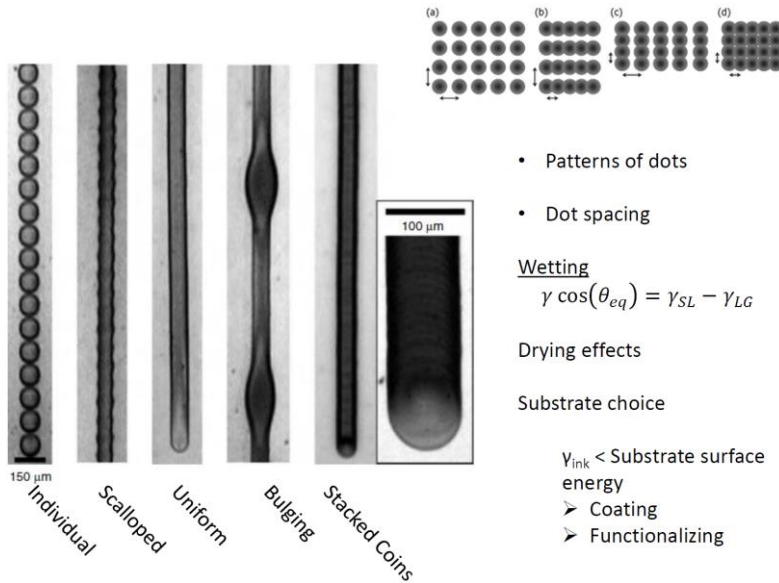 (a) (b) (c) (d)
• Patterns of dots
• Dot spacing
100 μm
Wetting
γ cos(θeq) = γSL − γLG
Drying effects
Substrate choice
γink < Substrate surface
energy
➢ Coating
➢ Functionalizing
150 μm
Individual
Scalloped
Uniform
Bulging
Stacked Coins